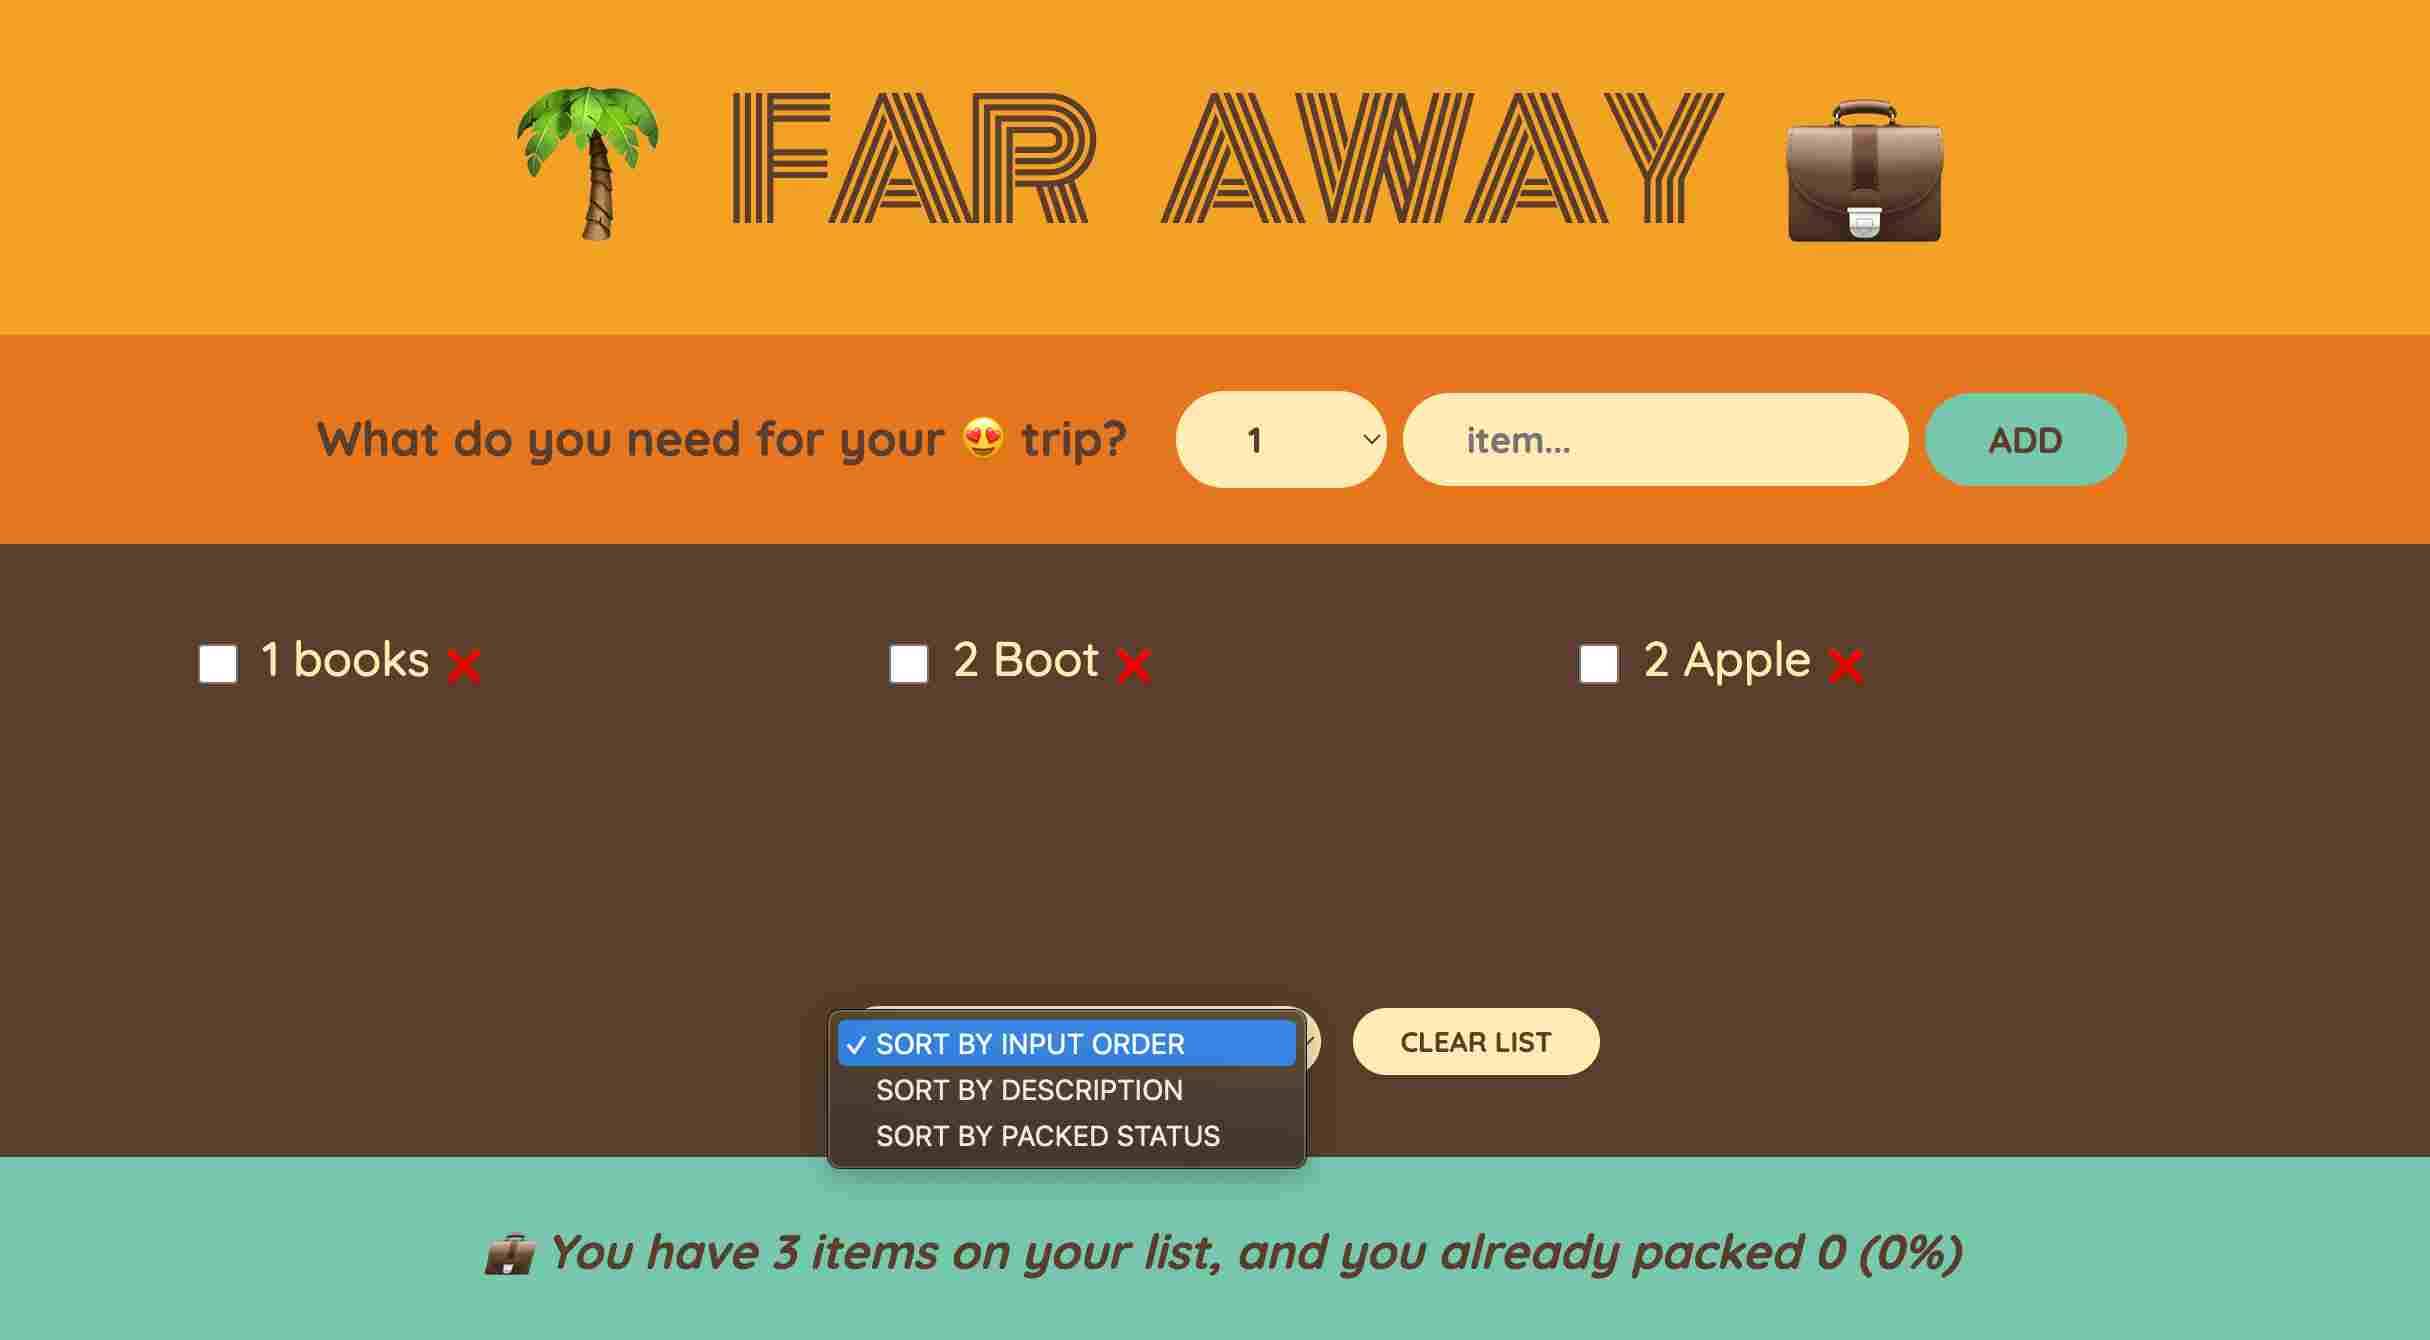 🌴 FAR AWAY 💼
What do you need for your 😍 trip? 1 item... ADD
1 books ❌ 2 Boot ❌ 2 Apple ❌
✓ SORT BY INPUT ORDER CLEAR LIST
SORT BY DESCRIPTION
SORT BY PACKED STATUS
💼 You have 3 items on your list, and you already packed 0 (0%)